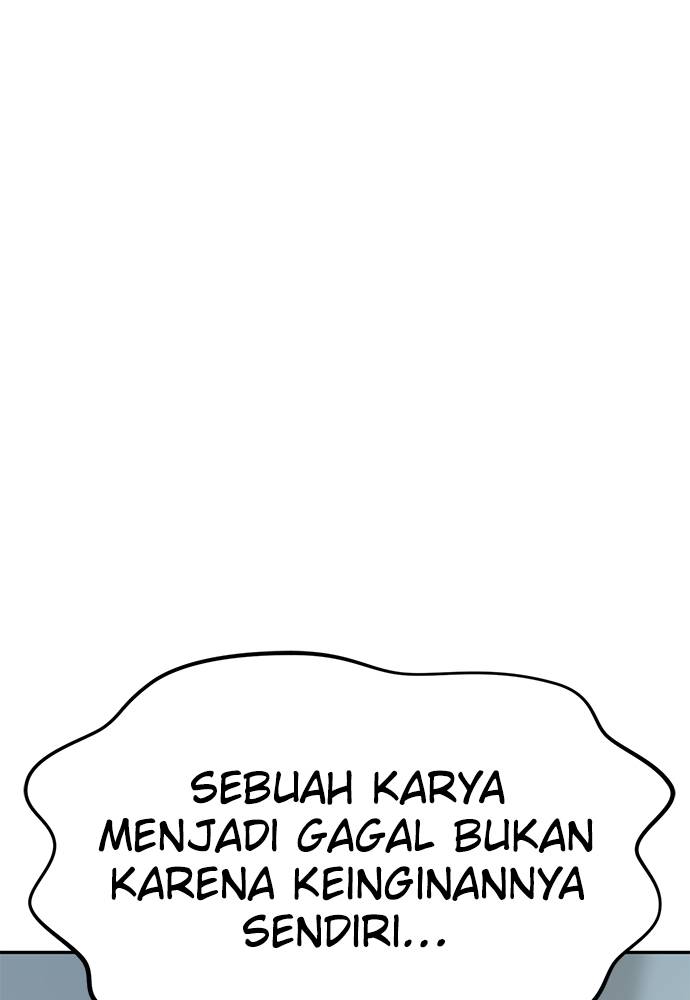 SEBUAH KARYA
MENJADI GAGAL BUKAN
KARENA KEINGINANNYA
SENDIRI...